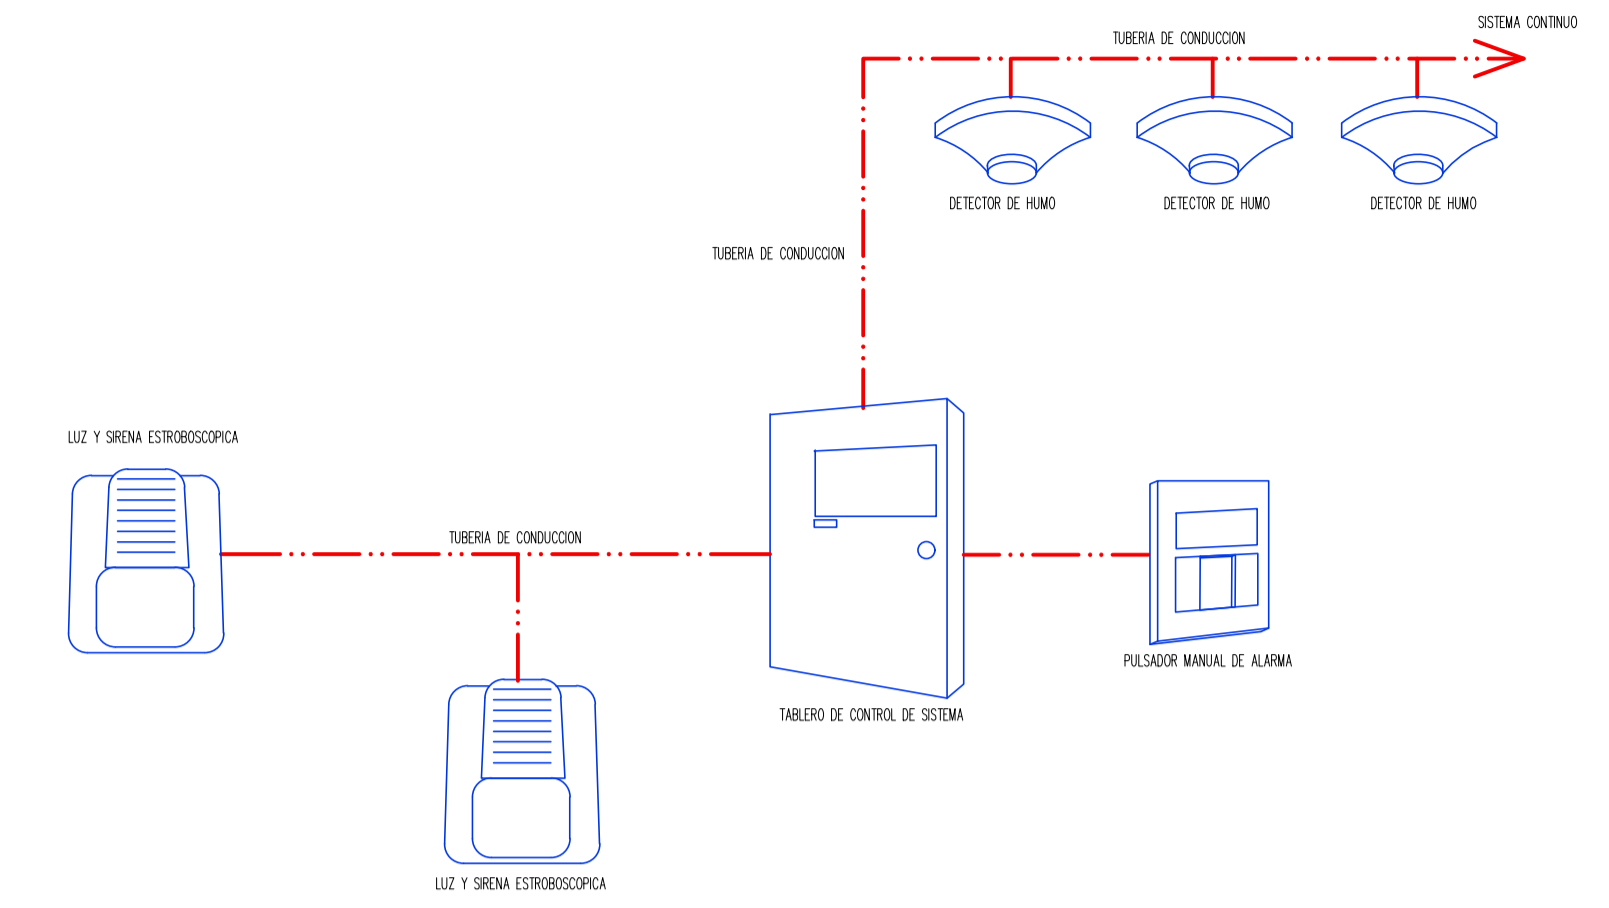 SISTEMA CONTINUO
TUBERIA DE CONDUCCION
DETECTOR DE HUMO
DETECTOR DE HUMO
DETECTOR DE HUMO
TUBERIA DE CONDUCCION
LUZ Y SIRENA ESTROBOSCOPICA
TUBERIA DE CONDUCCION
PULSADOR MANUAL DE ALARMA
TABLERO DE CONTROL DE SISTEMA
LUZ Y SIRENA ESTROBOSCOPICA